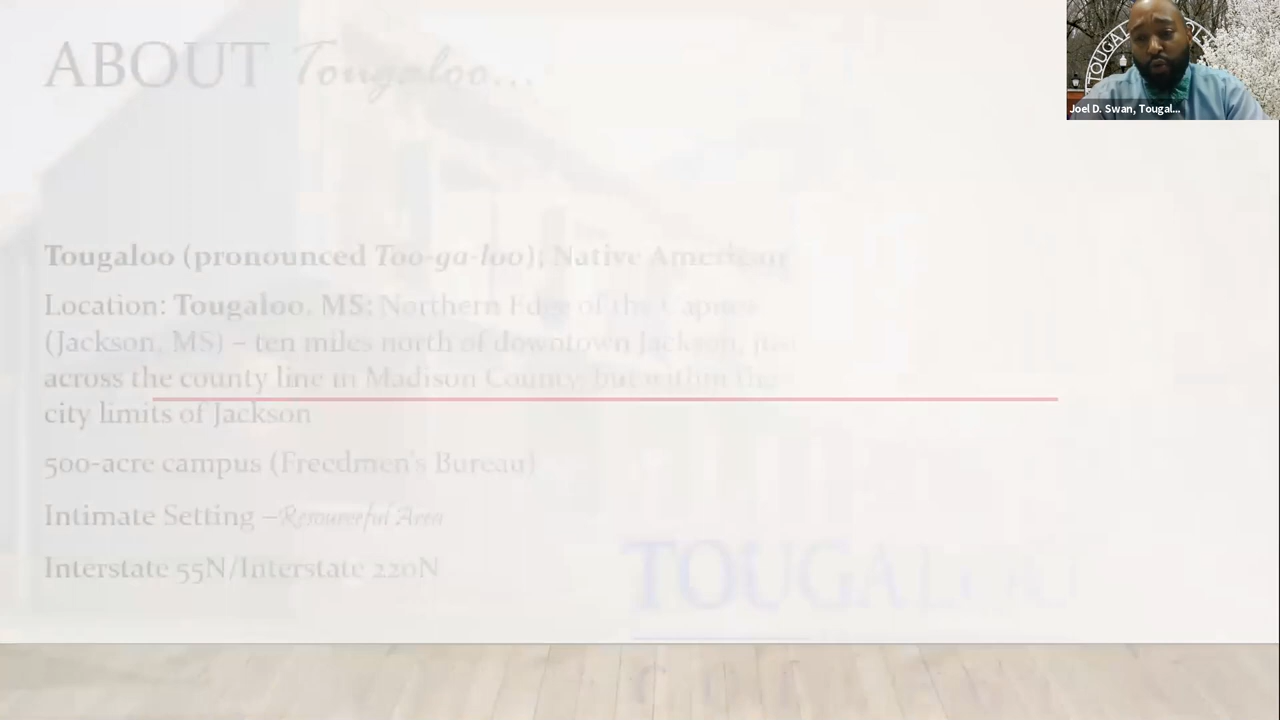 ABOUT Tougaloo...
TOUGAL
Joel D. Swan, Tougal...
Tougaloo (pronounced Too-ga-loo); Native American
Location: Tougaloo, MS: Northern Edge of the Capitol
(Jackson, MS) – ten miles north of downtown Jackson, just
across the county line in Madison County, but within the
city limits of Jackson
500-acre campus (Freedmen's Bureau)
Intimate Setting –Resourceful Area
Interstate 55N/Interstate 220N
TOUGALOO